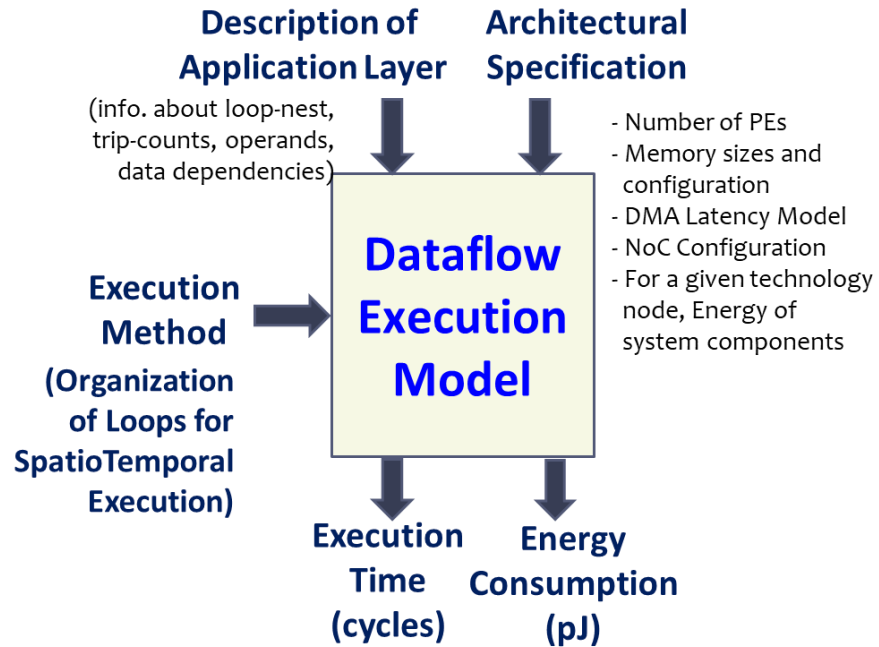 Description of
Application Layer
(info. about loop-nest,
trip-counts, operands,
data dependencies)
Architectural
Specification
- Number of PEs
- Memory sizes and
configuration
- DMA Latency Model
- NoC Configuration
- For a given technology
node, Energy of
system components
Execution
Method
(Organization
of Loops for
SpatioTemporal
Execution)
Dataflow
Execution
Model
Execution
Time
(cycles)
Energy
Consumption
(pJ)